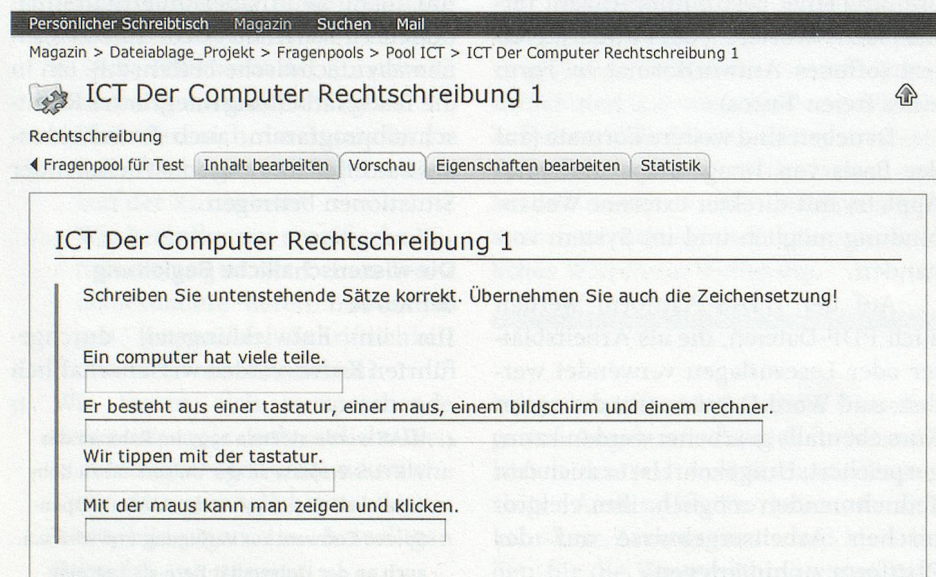 Persönlicher Schreibtisch Magazin Suchen Mail
Magazin > Dateiablage_Projekt > Fragenpools > Pool ICT > ICT Der Computer Rechtschreibung 1
ICT Der Computer Rechtschreibung 1
Rechtschreibung
Fragenpool für Test Inhalt bearbeiten Vorschau Eigenschaften bearbeiten Statistik
ICT Der Computer Rechtschreibung 1
Schreiben Sie untenstehende Sätze korrekt. Übernehmen Sie auch die Zeichensetzung!
Ein computer hat viele teile.
Er besteht aus einer tastatur, einer maus, einem bildschirm und einem rechner.
Wir tippen mit der tastatur.
Mit der maus kann man zeigen und klicken.